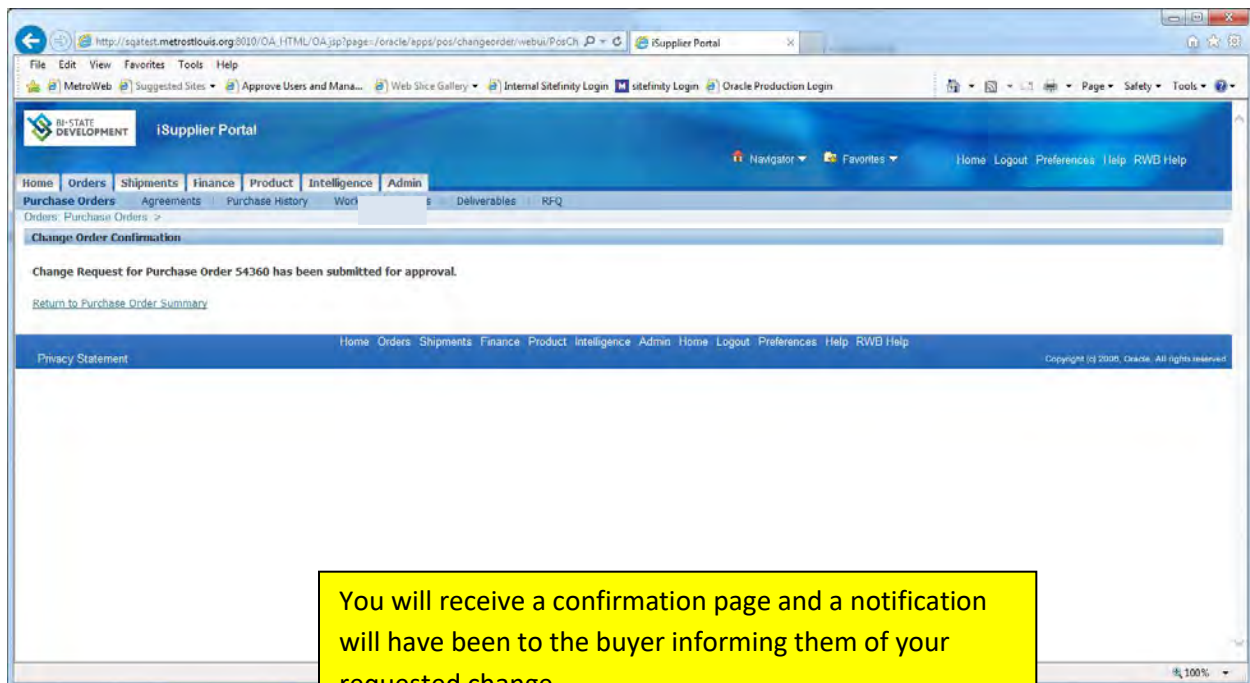 http://sqatest.metrostlouis.org:8010/OA_HTML/OA.jsp?page=/oracle/apps/pos/changeorder/webui/PosCh
iSupplier Portal
File Edit View Favorites Tools Help
MetroWeb Suggested Sites Approve Users and Mana... Web Slice Gallery Internal Sitefinity Login sitefinity Login Oracle Production Login Page Safety Tools
BI-STATE
DEVELOPMENT
iSupplier Portal
Navigator Favorites Home Logout Preferences Help RWB Help
Home Orders Shipments Finance Product Intelligence Admin
Purchase Orders Agreements Purchase History Work s Deliverables RFQ
Orders: Purchase Orders >
Change Order Confirmation
Change Request for Purchase Order 54360 has been submitted for approval.
Return to Purchase Order Summary
Home Orders Shipments Finance Product Intelligence Admin Home Logout Preferences Help RWB Help
Privacy Statement
Copyright (c) 2006, Oracle. All rights reserved
You will receive a confirmation page and a notification
will have been to the buyer informing them of your
requested change
100%